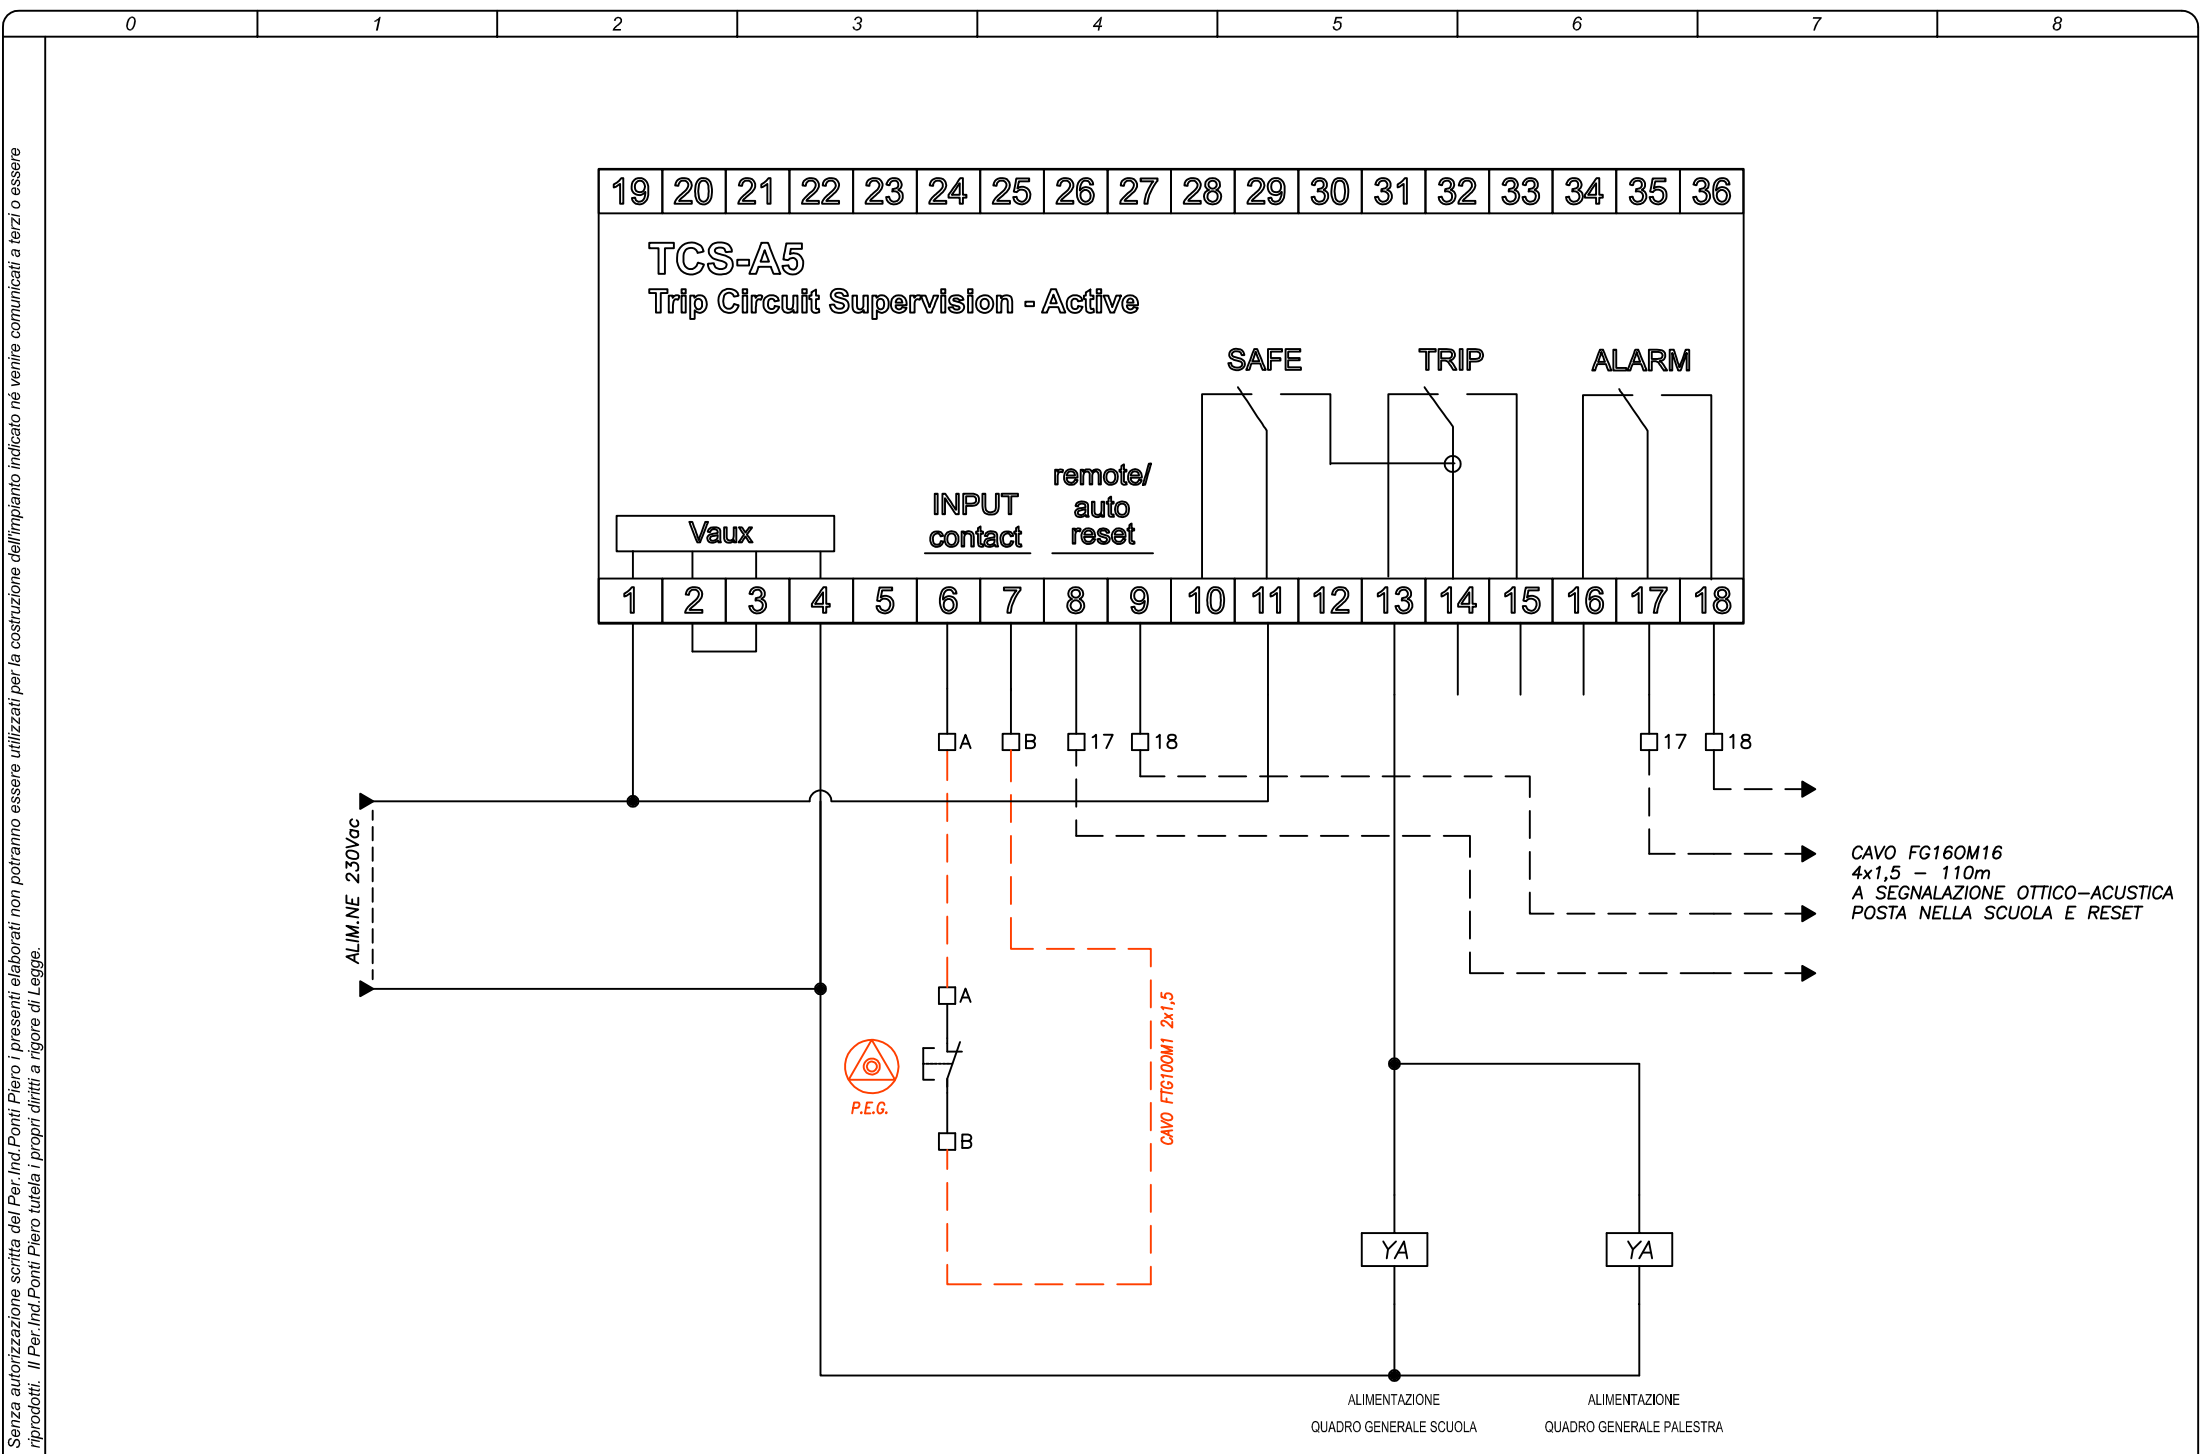 0 1 2 3 4 5 6 7 8
Senza autorizzazione scritta del Per.Ind.Ponti Piero i presenti elaborati non potranno essere utilizzati per la costruzione dell'impianto indicato né venire comunicati a terzi o essere
riprodotti. Il Per.Ind.Ponti Piero tutela i propri diritti a rigore di Legge.
19 20 21 22 23 24 25 26 27 28 29 30 31 32 33 34 35 36
TCS-A5
Trip Circuit Supervision - Active
SAFE TRIP ALARM
Vaux
INPUT
contact
remote/
auto
reset
1 2 3 4 5 6 7 8 9 10 11 12 13 14 15 16 17 18
A B 17 18 17 18
ALIM.NE 230Vac
CAVO FG16OM16
4x1,5 – 110m
A SEGNALAZIONE OTTICO–ACUSTICA
POSTA NELLA SCUOLA E RESET
A
P.E.G.
B
CAVO FTG10OM1 2x1,5
YA YA
ALIMENTAZIONE
QUADRO GENERALE SCUOLA
ALIMENTAZIONE
QUADRO GENERALE PALESTRA